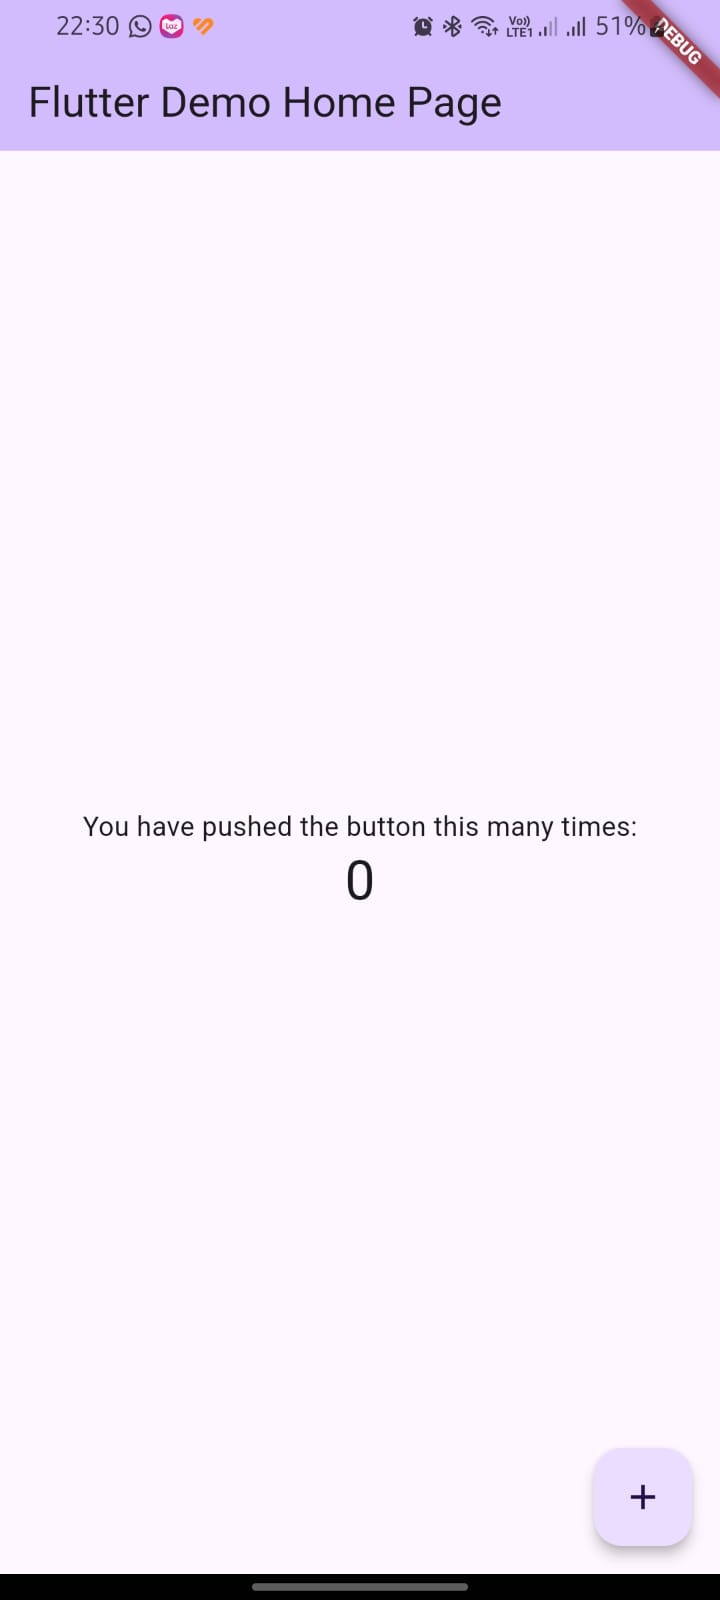 22:30 Laz Vo)) LTE1 51%
DEBUG
Flutter Demo Home Page
You have pushed the button this many times:
0
+